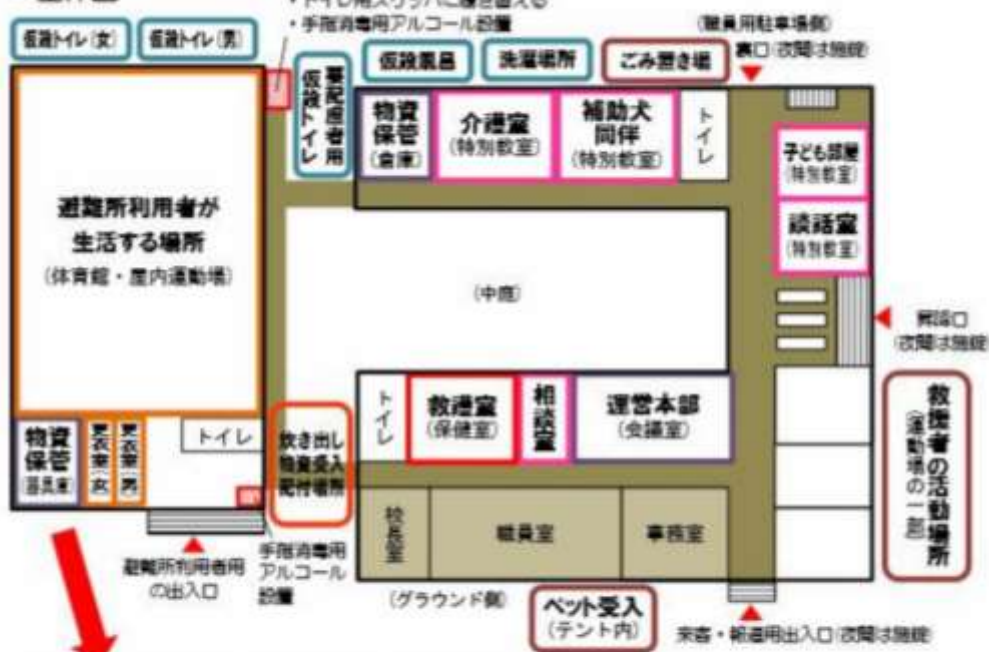 ・トイレ用スリッパに履き替える
・手指消毒用アルコール設置
仮設トイレ(女)
仮設トイレ(男)
要配慮者用
仮設トイレ
仮設風呂
洗濯場所
ごみ置き場
(職員用駐車場側)
裏口(夜間は施錠)
物資
保管
(倉庫)
介護室
(特別教室)
補助犬
同伴
(特別教室)
トイレ
子ども部屋
(特別教室)
談話室
(特別教室)
避難所利用者が
生活する場所
(体育館・屋内運動場)
(中庭)
昇降口
(夜間は施錠)
トイレ
救護室
(保健室)
相談室
運営本部
(会議室)
救援者の活動場所
(運動場の一部)
物資
保管
(器具庫)
更衣室(女)
更衣室(男)
トイレ
炊き出し
物資受入
配付場所
校長室
職員室
事務室
避難所利用者用
の出入口
手指消毒用
アルコール
設置
(グラウンド側)
ペット受入
(テント内)
来客・報道用出入口(夜間は施錠)